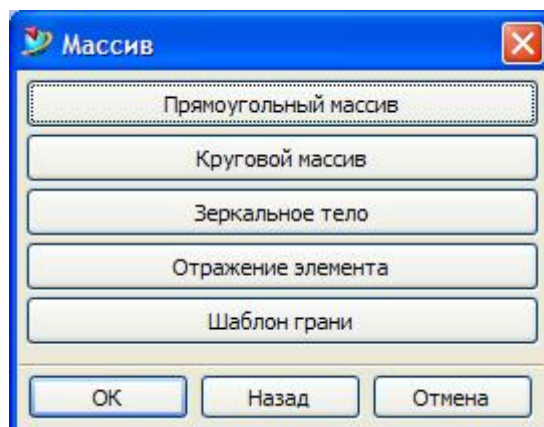 Массив
Прямоугольный массив
Круговой массив
Зеркальное тело
Отражение элемента
Шаблон грани
ОК Назад Отмена